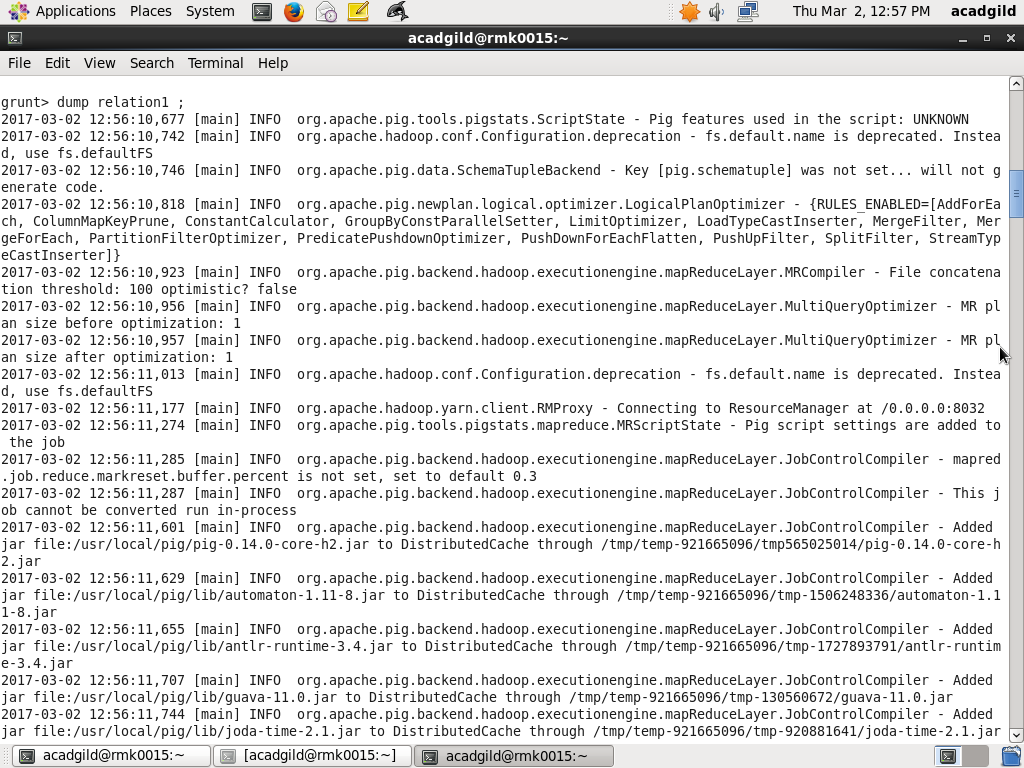 Applications Places System Thu Mar 2, 12:57 PM acadgild
acadgild@rmk0015:~
File Edit View Search Terminal Help
grunt> dump relation1 ;
2017-03-02 12:56:10,677 [main] INFO  org.apache.pig.tools.pigstats.ScriptState - Pig features used in the script: UNKNOWN
2017-03-02 12:56:10,742 [main] INFO  org.apache.hadoop.conf.Configuration.deprecation - fs.default.name is deprecated. Instea
d, use fs.defaultFS
2017-03-02 12:56:10,746 [main] INFO  org.apache.pig.data.SchemaTupleBackend - Key [pig.schematuple] was not set... will not g
enerate code.
2017-03-02 12:56:10,818 [main] INFO  org.apache.pig.newplan.logical.optimizer.LogicalPlanOptimizer - {RULES_ENABLED=[AddForEa
ch, ColumnMapKeyPrune, ConstantCalculator, GroupByConstParallelSetter, LimitOptimizer, LoadTypeCastInserter, MergeFilter, Mer
geForEach, PartitionFilterOptimizer, PredicatePushdownOptimizer, PushDownForEachFlatten, PushUpFilter, SplitFilter, StreamTyp
eCastInserter]}
2017-03-02 12:56:10,923 [main] INFO  org.apache.pig.backend.hadoop.executionengine.mapReduceLayer.MRCompiler - File concatena
tion threshold: 100 optimistic? false
2017-03-02 12:56:10,956 [main] INFO  org.apache.pig.backend.hadoop.executionengine.mapReduceLayer.MultiQueryOptimizer - MR pl
an size before optimization: 1
2017-03-02 12:56:10,957 [main] INFO  org.apache.pig.backend.hadoop.executionengine.mapReduceLayer.MultiQueryOptimizer - MR pl
an size after optimization: 1
2017-03-02 12:56:11,013 [main] INFO  org.apache.hadoop.conf.Configuration.deprecation - fs.default.name is deprecated. Instea
d, use fs.defaultFS
2017-03-02 12:56:11,177 [main] INFO  org.apache.hadoop.yarn.client.RMProxy - Connecting to ResourceManager at /0.0.0.0:8032
2017-03-02 12:56:11,274 [main] INFO  org.apache.pig.tools.pigstats.mapreduce.MRScriptState - Pig script settings are added to
 the job
2017-03-02 12:56:11,285 [main] INFO  org.apache.pig.backend.hadoop.executionengine.mapReduceLayer.JobControlCompiler - mapred
.job.reduce.markreset.buffer.percent is not set, set to default 0.3
2017-03-02 12:56:11,287 [main] INFO  org.apache.pig.backend.hadoop.executionengine.mapReduceLayer.JobControlCompiler - This j
ob cannot be converted run in-process
2017-03-02 12:56:11,601 [main] INFO  org.apache.pig.backend.hadoop.executionengine.mapReduceLayer.JobControlCompiler - Added
jar file:/usr/local/pig/pig-0.14.0-core-h2.jar to DistributedCache through /tmp/temp-921665096/tmp565025014/pig-0.14.0-core-h
2.jar
2017-03-02 12:56:11,629 [main] INFO  org.apache.pig.backend.hadoop.executionengine.mapReduceLayer.JobControlCompiler - Added
jar file:/usr/local/pig/lib/automaton-1.11-8.jar to DistributedCache through /tmp/temp-921665096/tmp-1506248336/automaton-1.1
1-8.jar
2017-03-02 12:56:11,655 [main] INFO  org.apache.pig.backend.hadoop.executionengine.mapReduceLayer.JobControlCompiler - Added
jar file:/usr/local/pig/lib/antlr-runtime-3.4.jar to DistributedCache through /tmp/temp-921665096/tmp-1727893791/antlr-runtim
e-3.4.jar
2017-03-02 12:56:11,707 [main] INFO  org.apache.pig.backend.hadoop.executionengine.mapReduceLayer.JobControlCompiler - Added
jar file:/usr/local/pig/lib/guava-11.0.jar to DistributedCache through /tmp/temp-921665096/tmp-130560672/guava-11.0.jar
2017-03-02 12:56:11,744 [main] INFO  org.apache.pig.backend.hadoop.executionengine.mapReduceLayer.JobControlCompiler - Added
jar file:/usr/local/pig/lib/joda-time-2.1.jar to DistributedCache through /tmp/temp-921665096/tmp-920881641/joda-time-2.1.jar
acadgild@rmk0015:~ [acadgild@rmk0015:~] acadgild@rmk0015:~